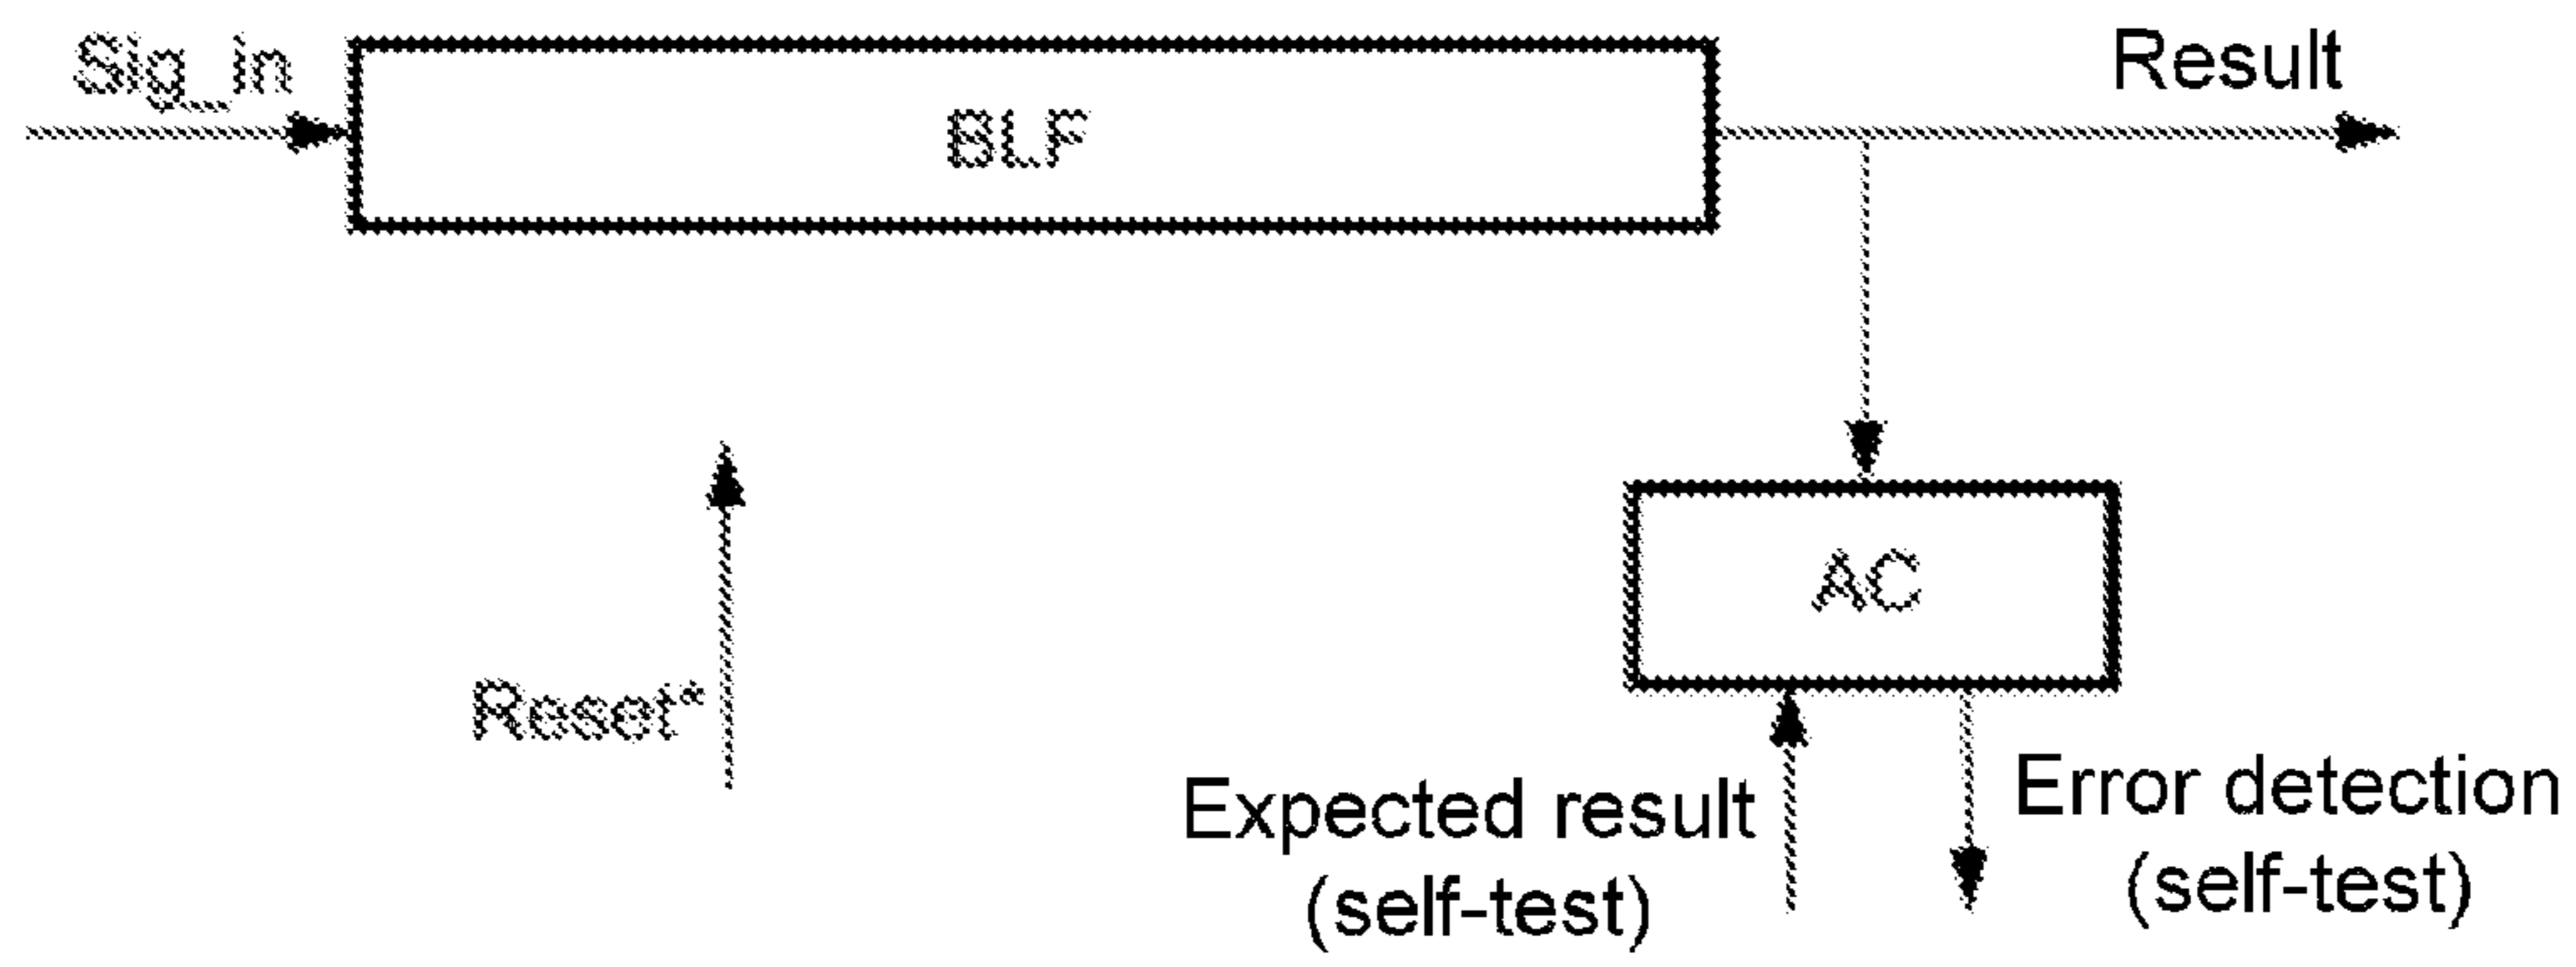 Sig_in
BLF
Result
AC
Reset*
Expected result
(self-test)
Error detection
(self-test)